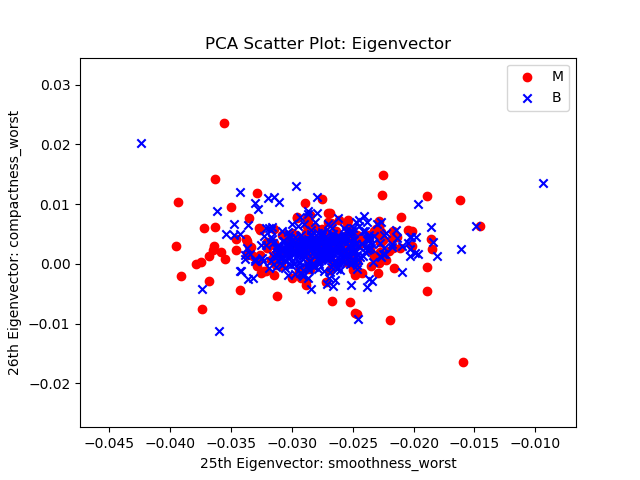 PCA Scatter Plot: Eigenvector
M
B
0.03
0.02
0.01
0.00
−0.01
−0.02
26th Eigenvector: compactness_worst
−0.045 −0.040 −0.035 −0.030 −0.025 −0.020 −0.015 −0.010
25th Eigenvector: smoothness_worst